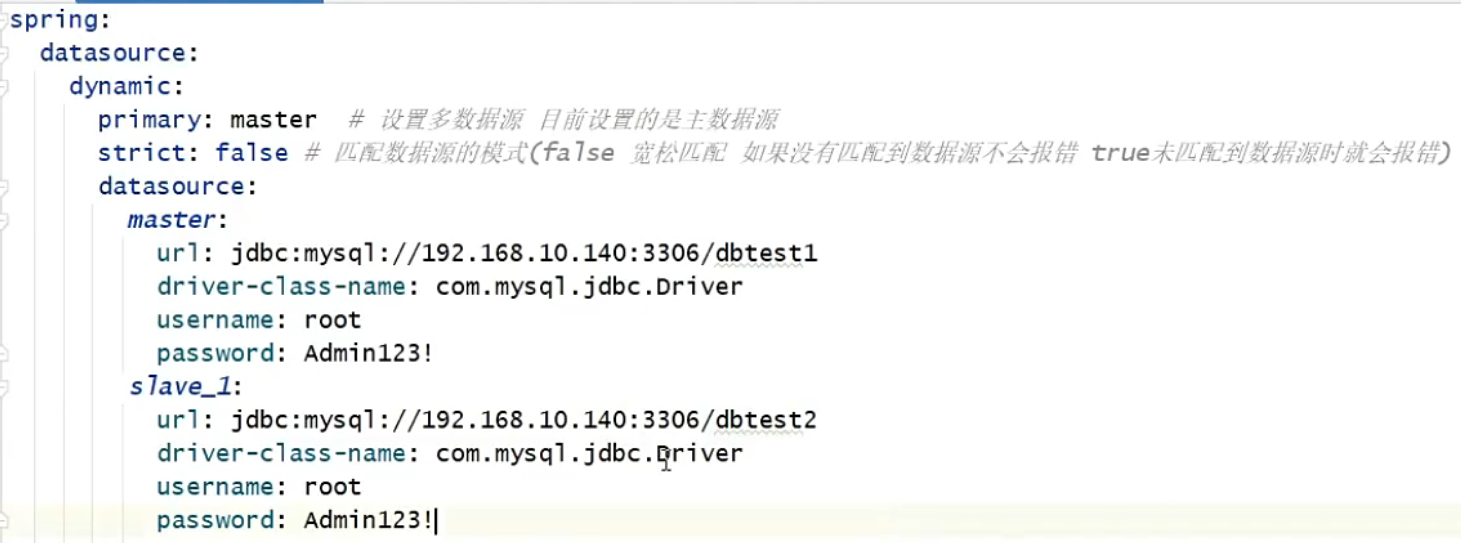 spring:
datasource:
dynamic:
primary: master # 设置多数据源 目前设置的是主数据源
strict: false # 匹配数据源的模式(false 宽松匹配 如果没有匹配到数据源不会报错 true未匹配到数据源时就会报错)
datasource:
master:
url: jdbc:mysql://192.168.10.140:3306/dbtest1
driver-class-name: com.mysql.jdbc.Driver
username: root
password: Admin123!
slave_1:
url: jdbc:mysql://192.168.10.140:3306/dbtest2
driver-class-name: com.mysql.jdbc.Driver
username: root
password: Admin123!